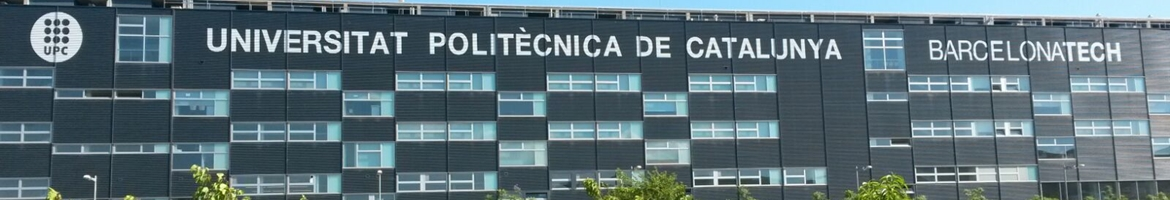 UPC
UNIVERSITAT POLITÈCNICA DE CATALUNYA BARCELONATECH